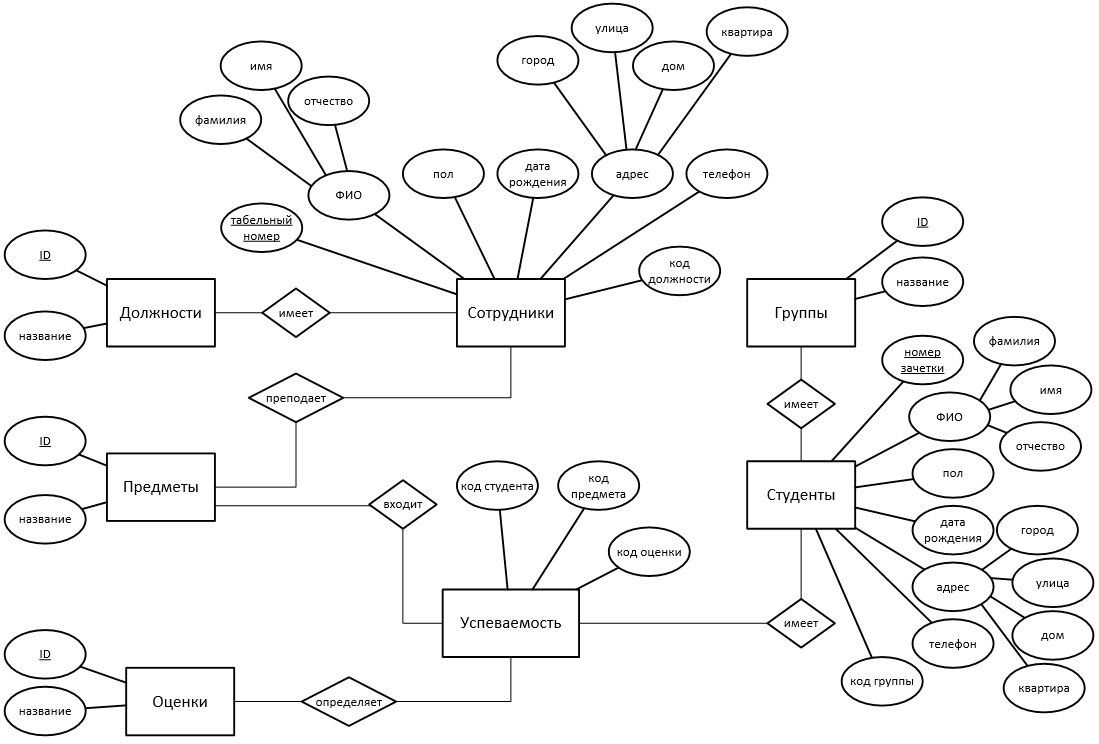 улица
квартира
имя
город
дом
отчество
фамилия
пол
дата
рождения
адрес
телефон
ФИО
табельный
номер
ID
ID
код
должности
название
Должности
имеет
Сотрудники
Группы
название
номер
зачетки
фамилия
преподает
имеет
имя
ФИО
отчество
ID
Предметы
название
входит
код студента
код
предмета
код оценки
Студенты
пол
дата
рождения
город
адрес
улица
Успеваемость
имеет
телефон
дом
ID
код группы
квартира
название
Оценки
определяет